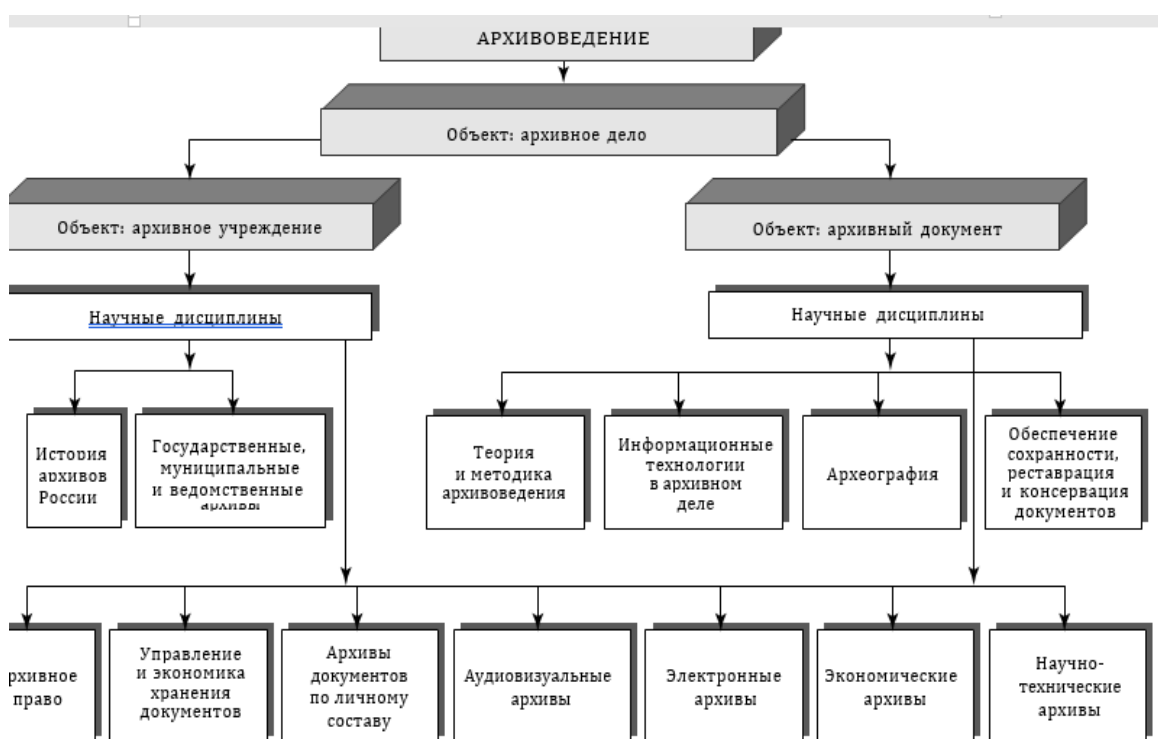 АРХИВОВЕДЕНИЕ
Объект: архивное дело
Объект: архивное учреждение
Объект: архивный документ
Научные дисциплины
Научные дисциплины
История
архивов
России
Государственные,
муниципальные
и ведомственные
архивы
Теория
и методика
архивоведения
Информационные
технологии
в архивном
деле
Археография
Обеспечение
сохранности,
реставрация
и консервация
документов
рхивное
право
Управление
и экономика
хранения
документов
Архивы
документов
по личному
составу
Аудиовизуальные
архивы
Электронные
архивы
Экономические
архивы
Научно-
технические
архивы